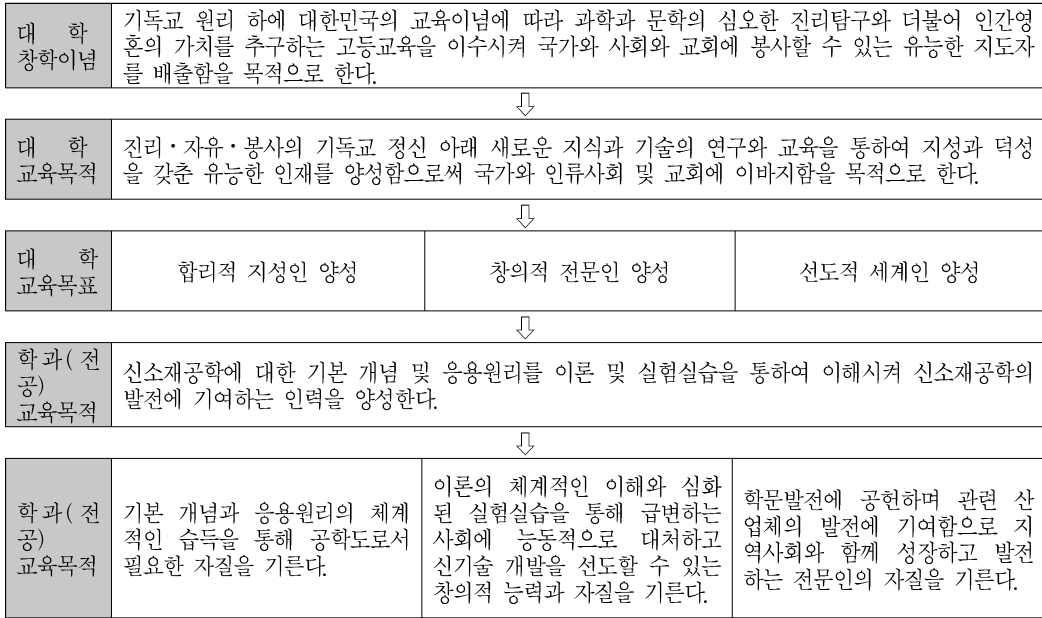 대 학
창학이념
기독교 원리 하에 대한민국의 교육이념에 따라 과학과 문학의 심오한 진리탐구와 더불어 인간영
혼의 가치를 추구하는 고등교육을 이수시켜 국가와 사회와 교회에 봉사할 수 있는 유능한 지도자
를 배출함을 목적으로 한다.
⇩
대 학
교육목적
진리・자유・봉사의 기독교 정신 아래 새로운 지식과 기술의 연구와 교육을 통하여 지성과 덕성
을 갖춘 유능한 인재를 양성함으로써 국가와 인류사회 및 교회에 이바지함을 목적으로 한다.
⇩
대 학
교육목표
합리적 지성인 양성
창의적 전문인 양성
선도적 세계인 양성
⇩
학과(전
공)
교육목적
신소재공학에 대한 기본 개념 및 응용원리를 이론 및 실험실습을 통하여 이해시켜 신소재공학의
발전에 기여하는 인력을 양성한다.
⇩
학과(전
공)
교육목적
기본 개념과 응용원리의 체계
적인 습득을 통해 공학도로서
필요한 자질을 기른다.
이론의 체계적인 이해와 심화
된 실험실습을 통해 급변하는
사회에 능동적으로 대처하고
신기술 개발을 선도할 수 있는
창의적 능력과 자질을 기른다.
학문발전에 공헌하며 관련 산
업체의 발전에 기여함으로 지
역사회와 함께 성장하고 발전
하는 전문인의 자질을 기른다.